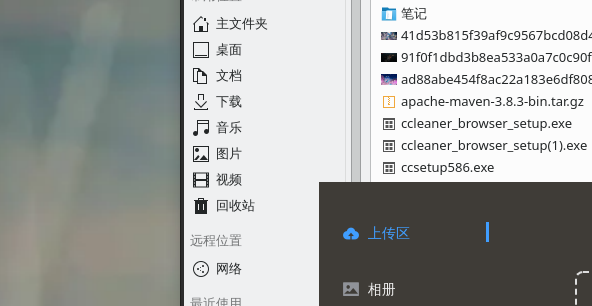 主文件夹
桌面
文档
下载
音乐
图片
视频
回收站
远程位置
网络
最近使用
笔记
41d53b815f39af9c9567bcd08d4
91f0f1dbd3b8ea533a0a7c0c90f
ad88abe454f8ac22a183e6df808
apache-maven-3.8.3-bin.tar.gz
ccleaner_browser_setup.exe
ccleaner_browser_setup(1).exe
ccsetup586.exe
上传区
相册